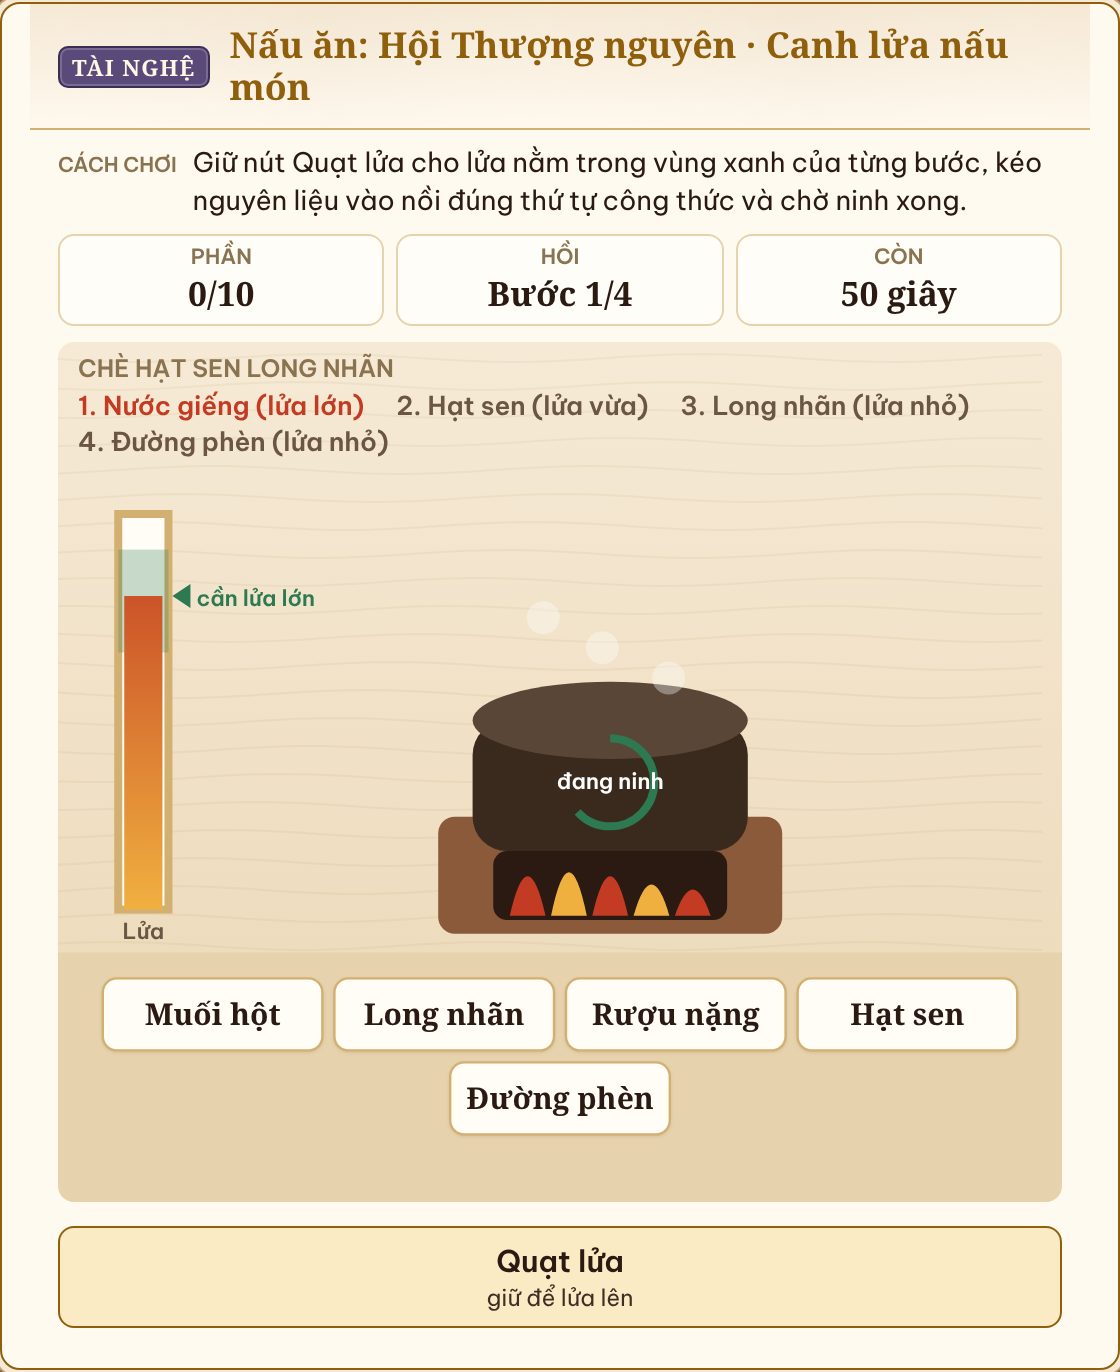 TÀI NGHỆ
Nấu ăn: Hội Thượng nguyên · Canh lửa nấu
món
CÁCH CHƠI
Giữ nút Quạt lửa cho lửa nằm trong vùng xanh của từng bước, kéo
nguyên liệu vào nồi đúng thứ tự công thức và chờ ninh xong.
PHẦN
0/10
HỒI
Bước 1/4
CÒN
50 giây
CHÈ HẠT SEN LONG NHÃN
1. Nước giếng (lửa lớn) 2. Hạt sen (lửa vừa) 3. Long nhãn (lửa nhỏ)
4. Đường phèn (lửa nhỏ)
cần lửa lớn
đang ninh
Lửa
Muối hột
Long nhãn
Rượu nặng
Hạt sen
Đường phèn
Quạt lửa
giữ để lửa lên